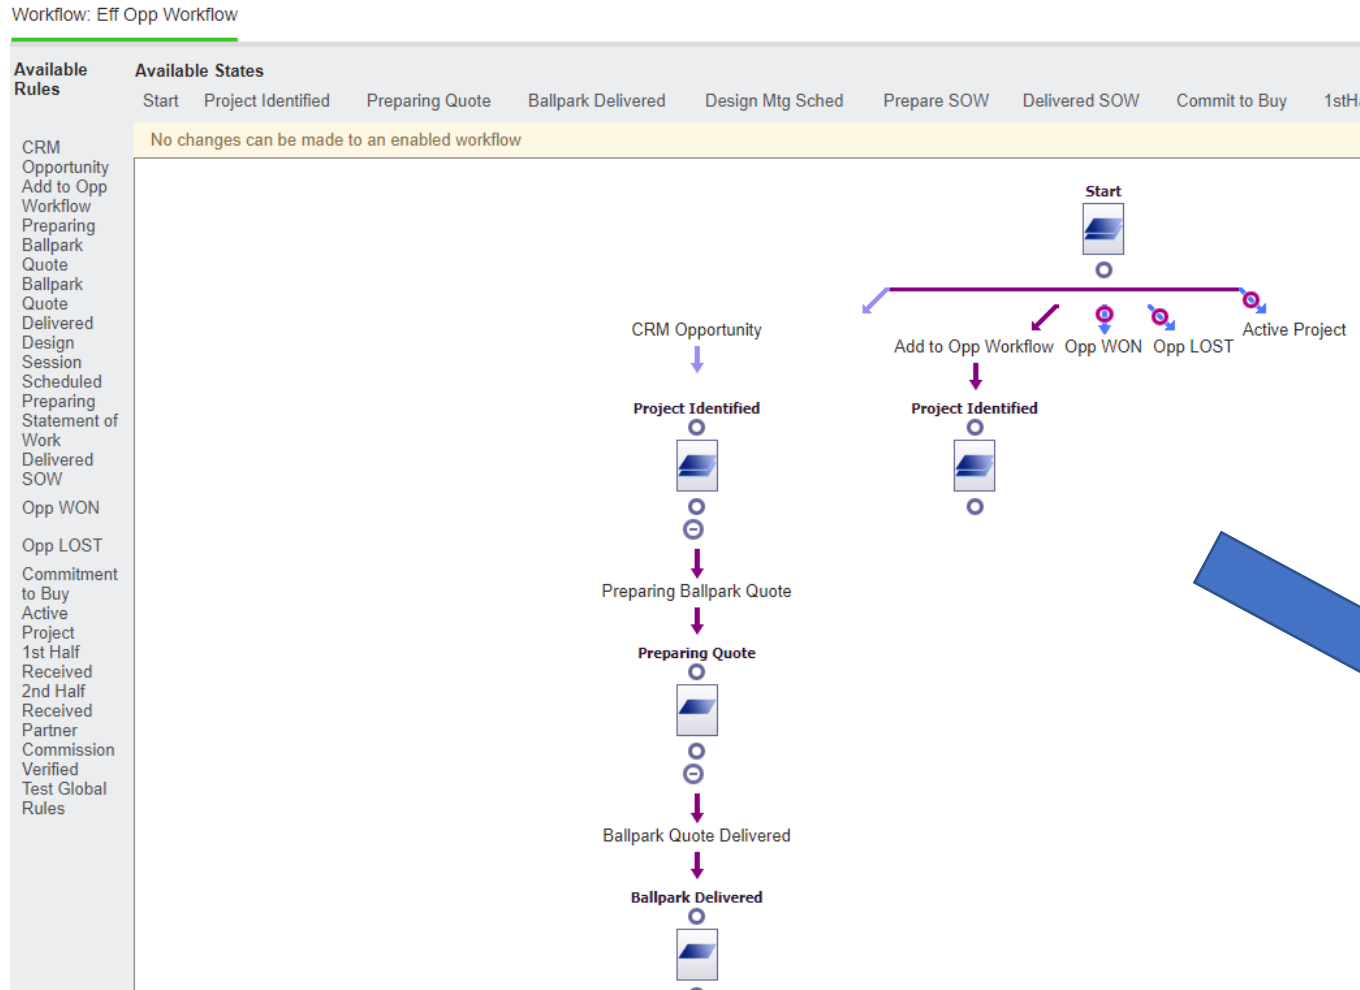 Workflow: Eff Opp Workflow
Available
Rules
Available States
Start Project Identified Preparing Quote Ballpark Delivered Design Mtg Sched Prepare SOW Delivered SOW Commit to Buy
No changes can be made to an enabled workflow
CRM
Opportunity
Add to Opp
Workflow
Preparing
Ballpark
Quote
Ballpark
Quote
Delivered
Design
Session
Scheduled
Preparing
Statement of
Work
Delivered
SOW
Opp WON
Opp LOST
Commitment
to Buy
Active
Project
1st Half
Received
2nd Half
Received
Partner
Commission
Verified
Test Global
Rules
Start
CRM Opportunity
Add to Opp Workflow
Opp WON
Opp LOST
Active Project
Project Identified
Project Identified
Preparing Ballpark Quote
Preparing Quote
Ballpark Quote Delivered
Ballpark Delivered